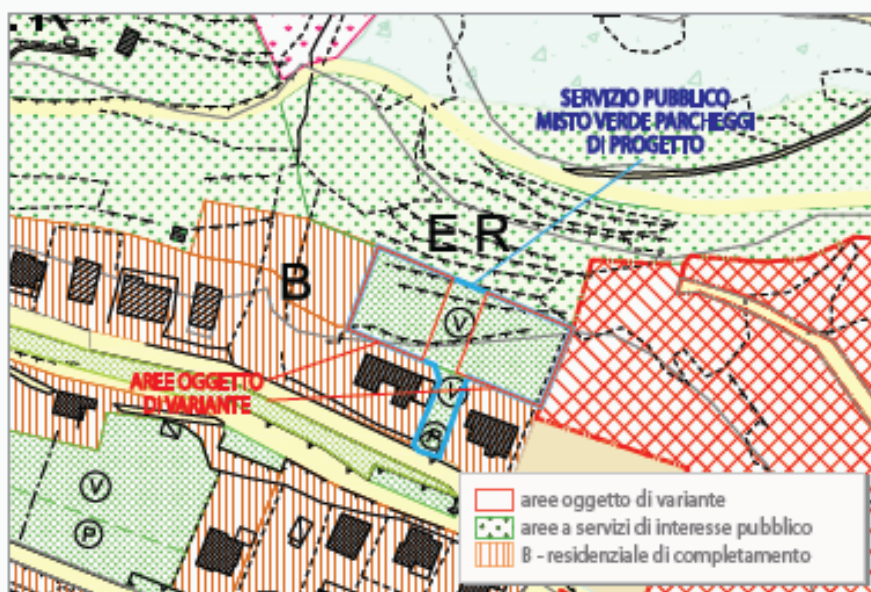 SERVIZIO PUBBLICO
MISTO VERDE PARCHEGGI
DI PROGETTO
E R
B
V
AREE OGGETTO
DI VARIANTE
V
P
aree oggetto di variante
aree a servizi di interesse pubblico
B - residenziale di completamento